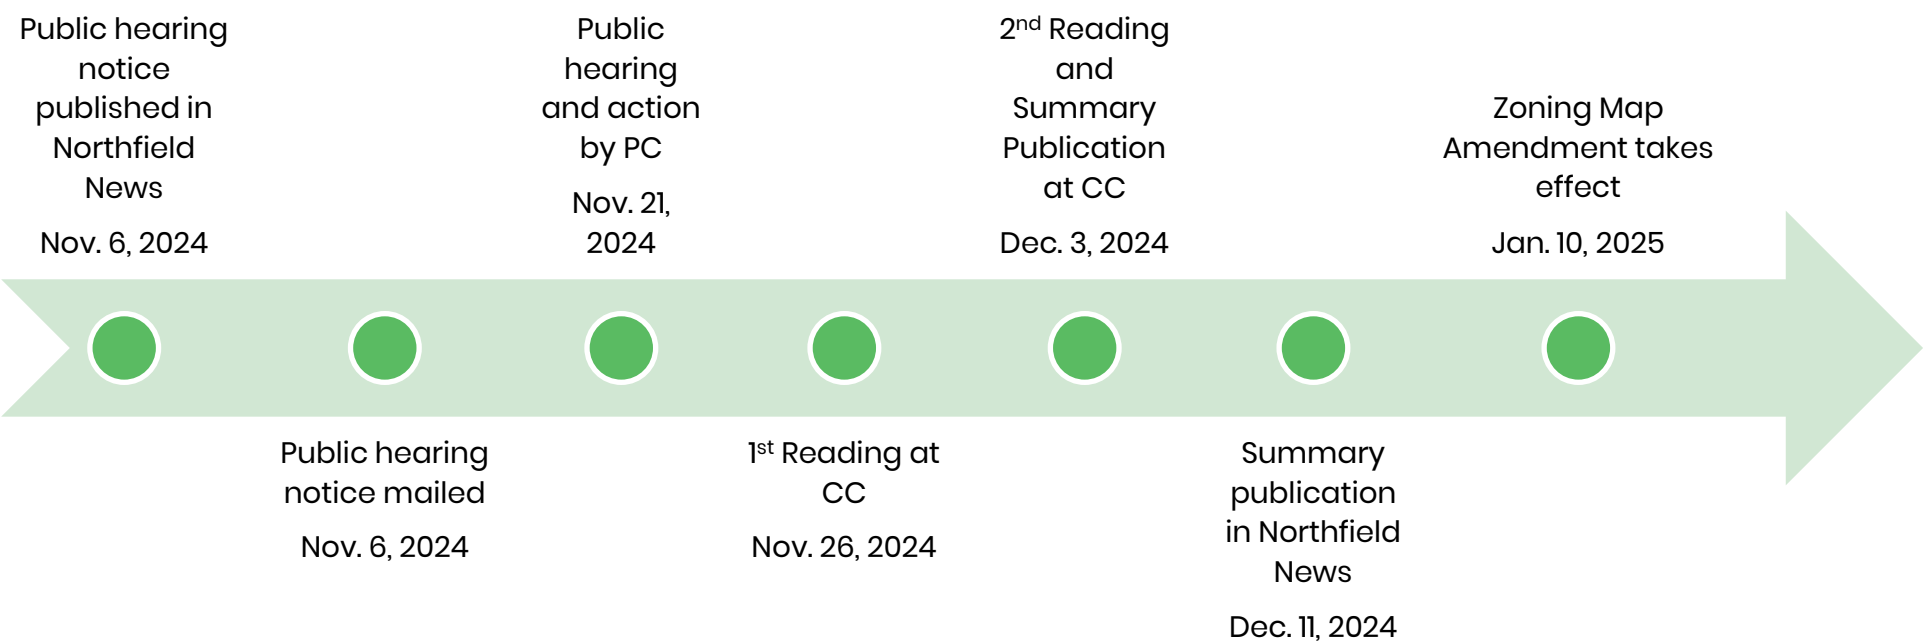 Public hearing
notice
published in
Northfield
News
Nov. 6, 2024
Public hearing
notice mailed
Nov. 6, 2024
Public
hearing
and action
by PC
Nov. 21,
2024
1st Reading at
CC
Nov. 26, 2024
2nd Reading
and
Summary
Publication
at CC
Dec. 3, 2024
Summary
publication
in Northfield
News
Dec. 11, 2024
Zoning Map
Amendment takes
effect
Jan. 10, 2025